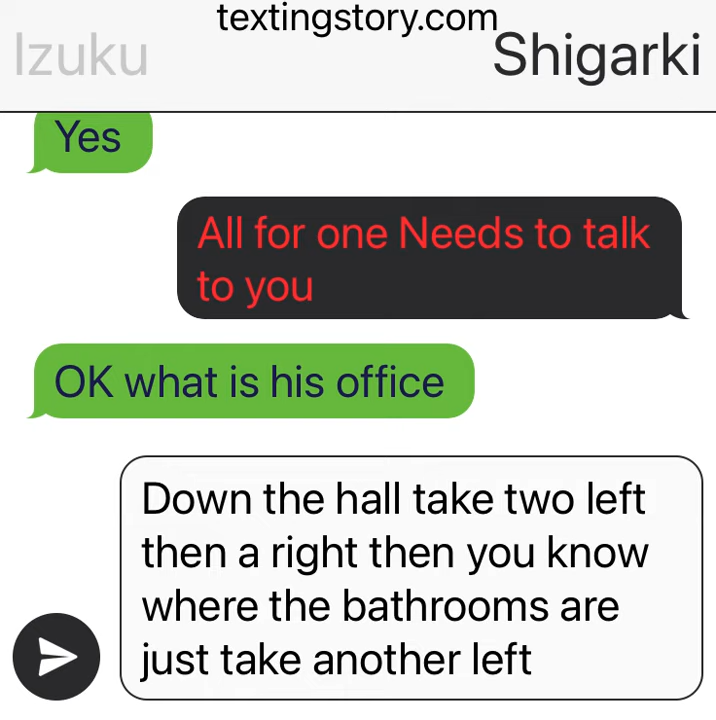 textingstory.com
Izuku Shigarki
Yes
All for one Needs to talk
to you
OK what is his office
Down the hall take two left
then a right then you know
where the bathrooms are
just take another left